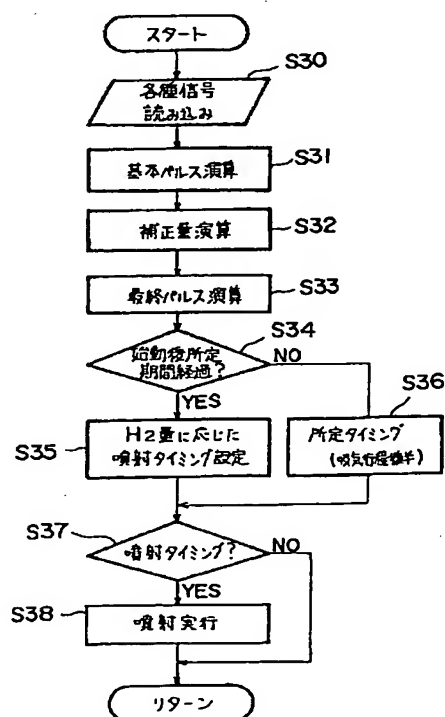 スタート
S30
各種信号
読み込み
S31
基本パルス演算
S32
補正量演算
S33
最終パルス演算
S34
始動後所定
期間経過?
NO
YES
S36
S35
H2量に応じた
噴射タイミング設定
所定タイミング
(吸気行程後半)
S37
噴射タイミング?
NO
YES
S38
噴射実行
リターン